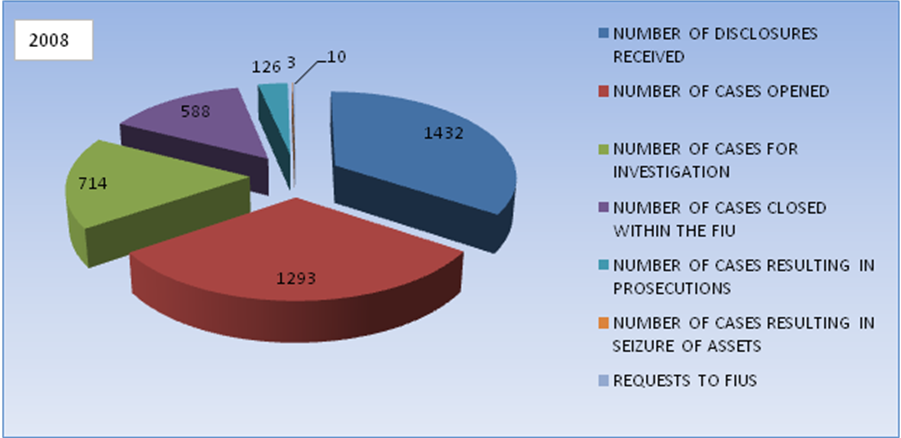 2008
126 3 10
588
1432
714
1293
NUMBER OF DISCLOSURES
RECEIVED
NUMBER OF CASES OPENED
NUMBER OF CASES FOR
INVESTIGATION
NUMBER OF CASES CLOSED
WITHIN THE FIU
NUMBER OF CASES RESULTING IN
PROSECUTIONS
NUMBER OF CASES RESULTING IN
SEIZURE OF ASSETS
REQUESTS TO FIUS